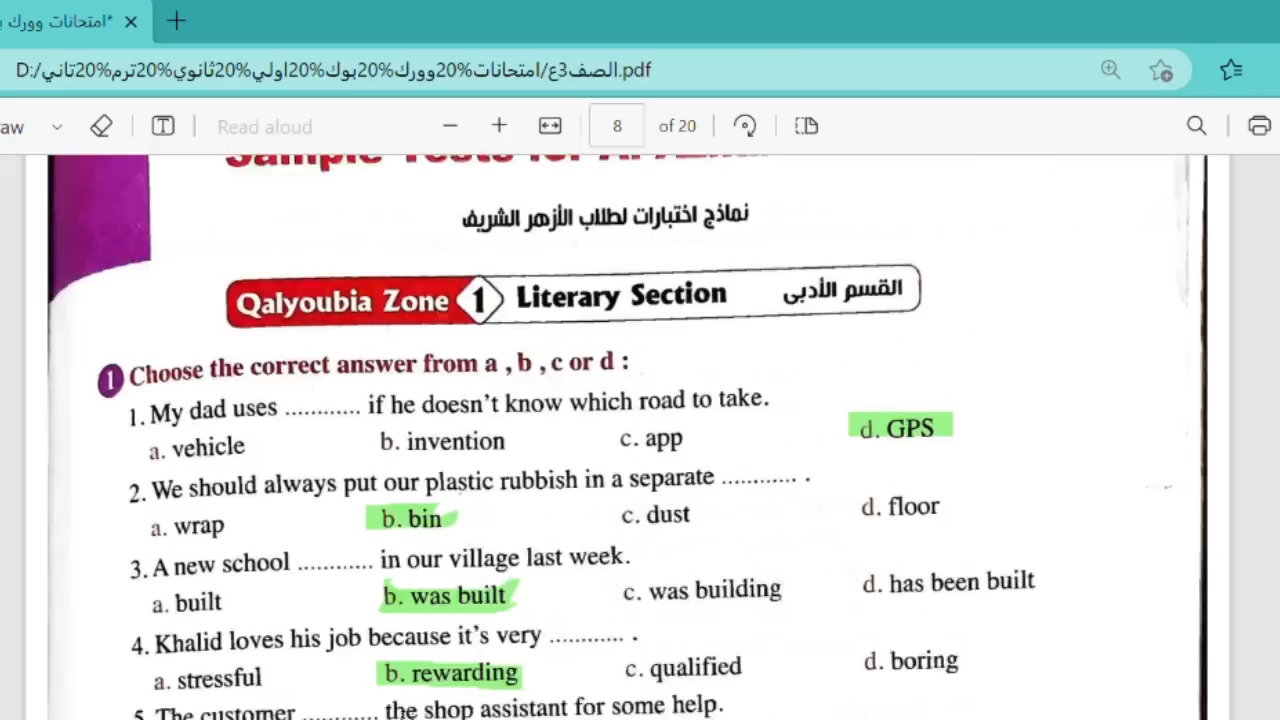 امتحانات وورك ب*
D:/الصف3ع/امتحانات%20وورك%20بوك%20اولي%20ثانوي%20ترم%20تاني.pdf
aw
Read aloud
8
of 20
Sample Tests for
نماذج اختبارات لطلاب الأزهر الشريف
Qalyoubia Zone 1 Literary Section القسم الأدبى
1 Choose the correct answer from a , b , c or d :
1. My dad uses ............ if he doesn't know which road to take.
a. vehicle b. invention c. app d. GPS
2. We should always put our plastic rubbish in a separate ............ .
a. wrap b. bin c. dust d. floor
3. A new school ............ in our village last week.
a. built b. was built c. was building d. has been built
4. Khalid loves his job because it's very ............ .
a. stressful b. rewarding c. qualified d. boring
5. The customer ............ the shop assistant for some help.